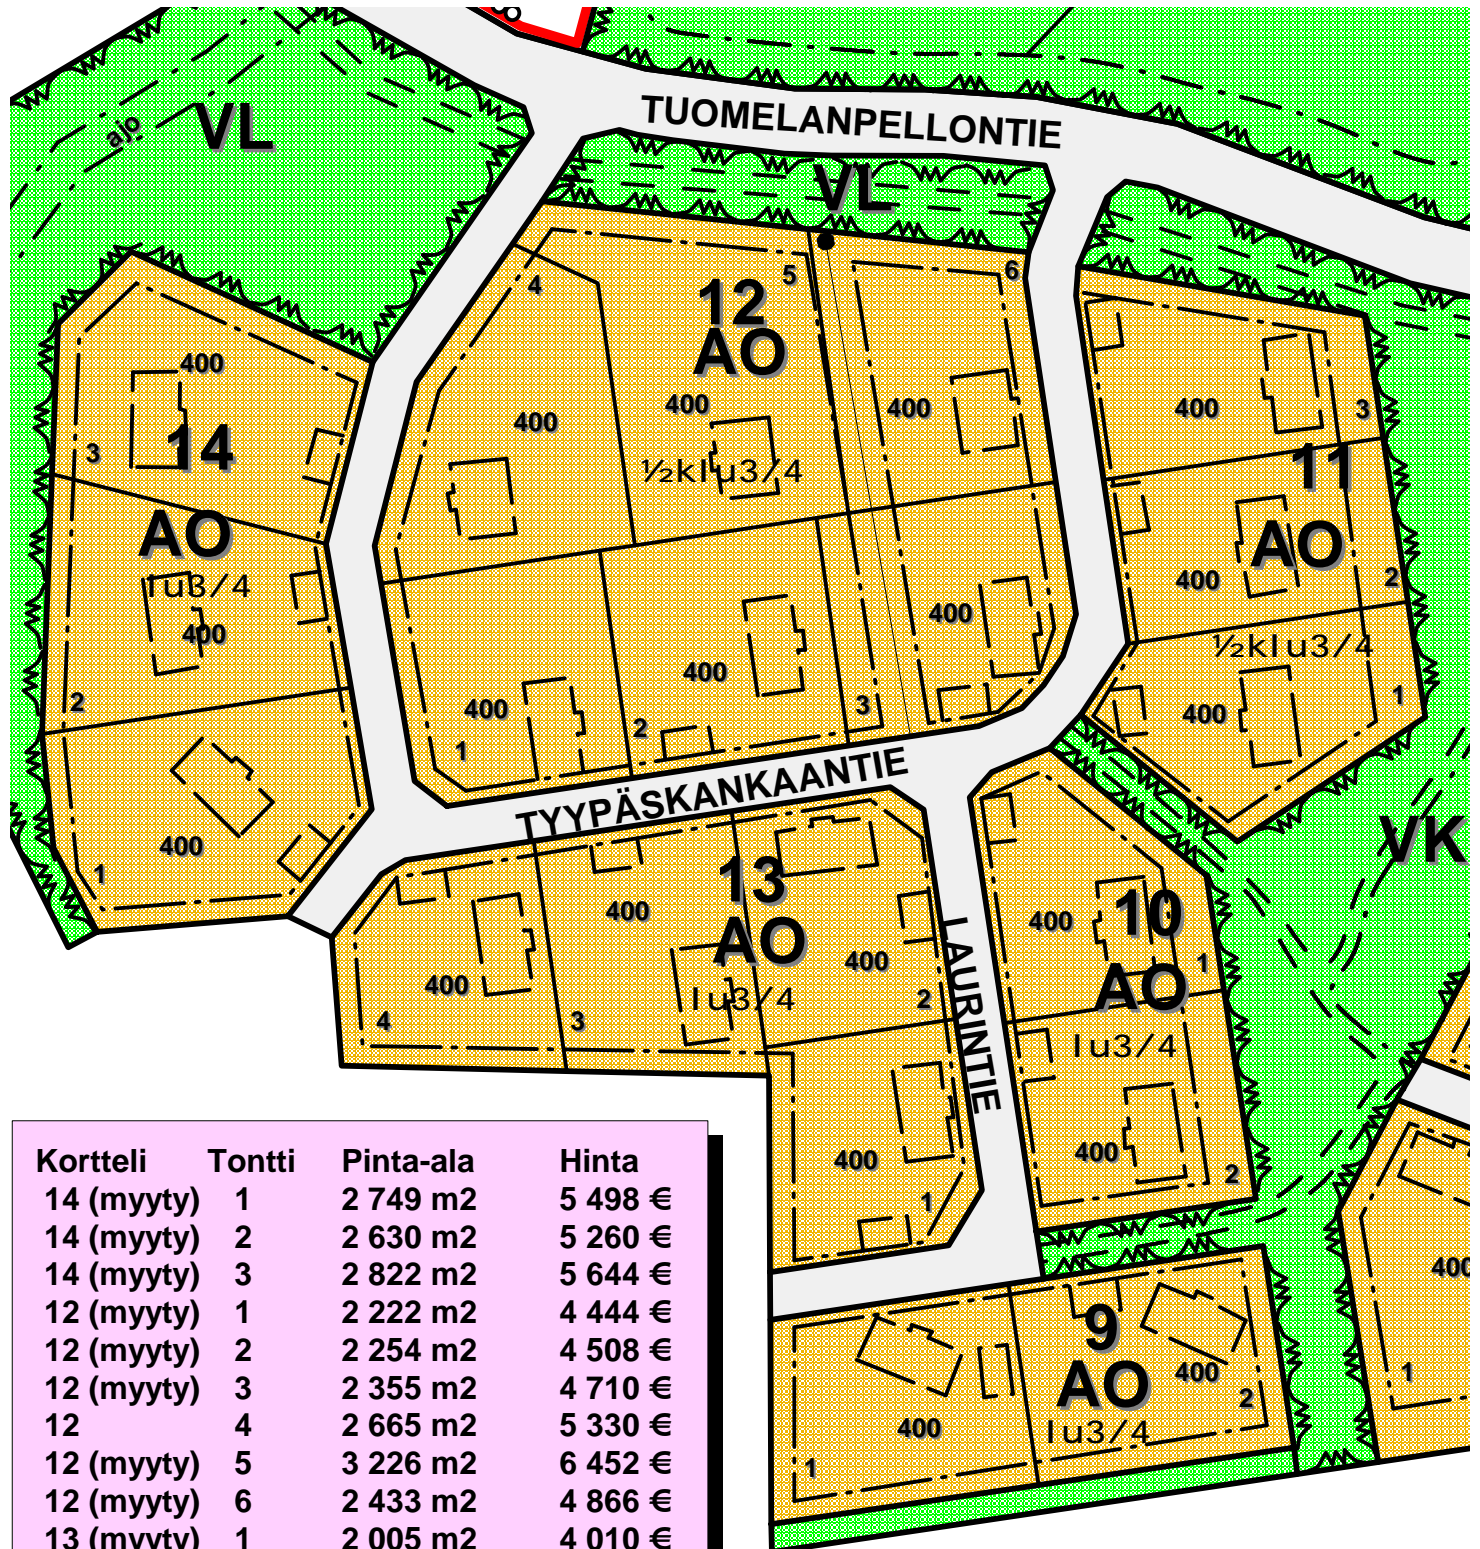 8
TUOMELANPELLONTIE
ajo
VL
VL
4
5
6
12
AO
400
400
400
400
½kIu3/4
400
400
400
1
2
3
400
3
14
AO
Iu3/4
400
2
400
1
400
3
11
AO
400
2
½kIu3/4
400
1
TYYPÄSKANKAANTIE
VK
13
AO
400
400
400
Iu3/4
4
3
2
400
1
LAURINTIE
400
10
AO
1
Iu3/4
400
2
9
AO
400
400
Iu3/4
1
2
400
1
Kortteli Tontti Pinta-ala Hinta
14 (myyty) 1 2 749 m2 5 498 €
14 (myyty) 2 2 630 m2 5 260 €
14 (myyty) 3 2 822 m2 5 644 €
12 (myyty) 1 2 222 m2 4 444 €
12 (myyty) 2 2 254 m2 4 508 €
12 (myyty) 3 2 355 m2 4 710 €
12 4 2 665 m2 5 330 €
12 (myyty) 5 3 226 m2 6 452 €
12 (myyty) 6 2 433 m2 4 866 €
13 (myyty) 1 2 005 m2 4 010 €